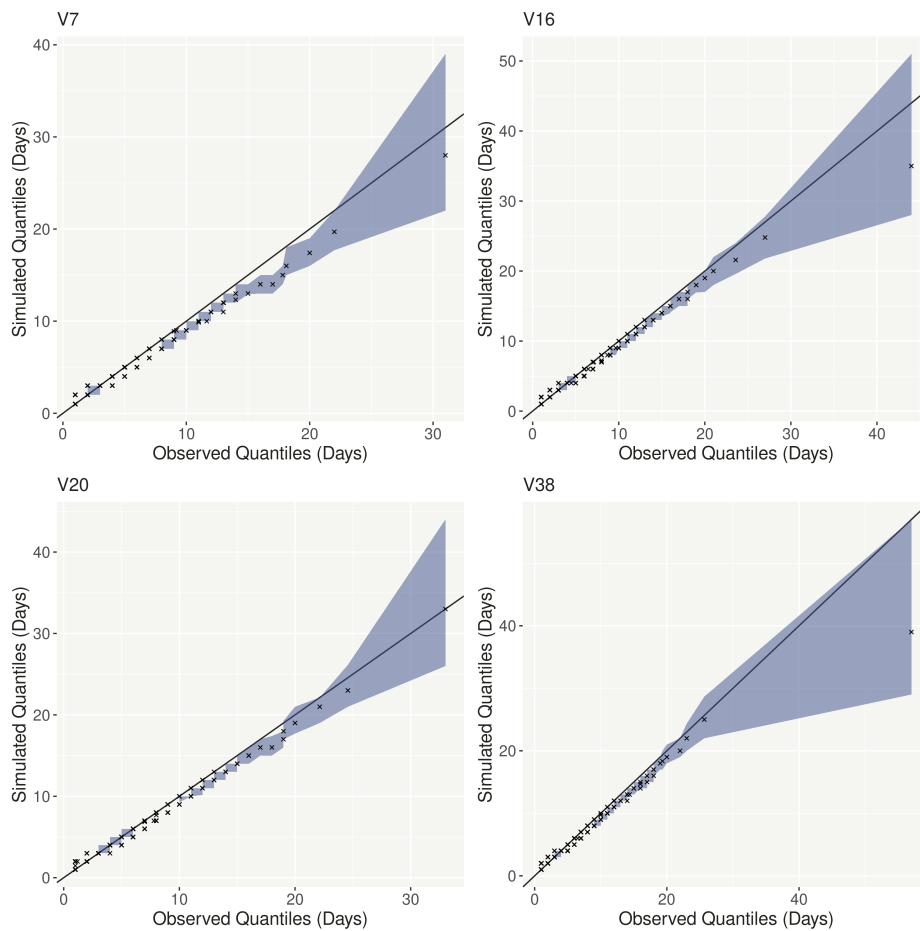 V7
40
30
20
10
0
0 10 20 30
Simulated Quantiles (Days)
Observed Quantiles (Days)
V16
50
40
30
20
10
0
0 10 20 30 40
Simulated Quantiles (Days)
Observed Quantiles (Days)
V20
40
30
20
10
0
0 10 20 30
Simulated Quantiles (Days)
Observed Quantiles (Days)
V38
40
20
0
0 20 40
Simulated Quantiles (Days)
Observed Quantiles (Days)